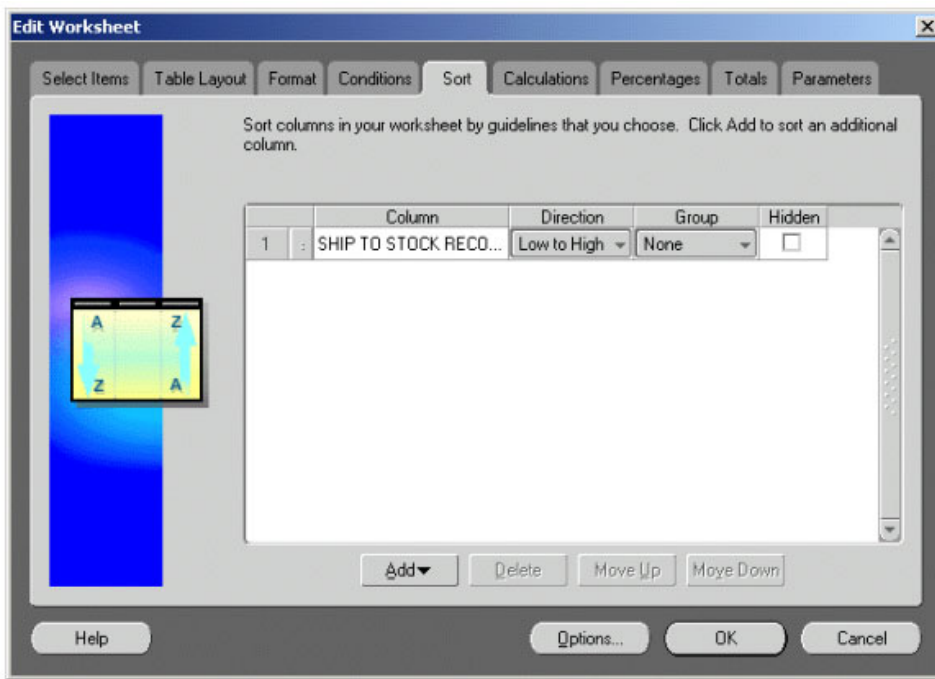 Edit Worksheet
Select Items Table Layout Format Conditions Sort Calculations Percentages Totals Parameters
Sort columns in your worksheet by guidelines that you choose. Click Add to sort an additional
column.
Column Direction Group Hidden
1 : SHIP TO STOCK RECO... Low to High None
A Z
Z A
Add Delete Move Up Move Down
Help Options... OK Cancel